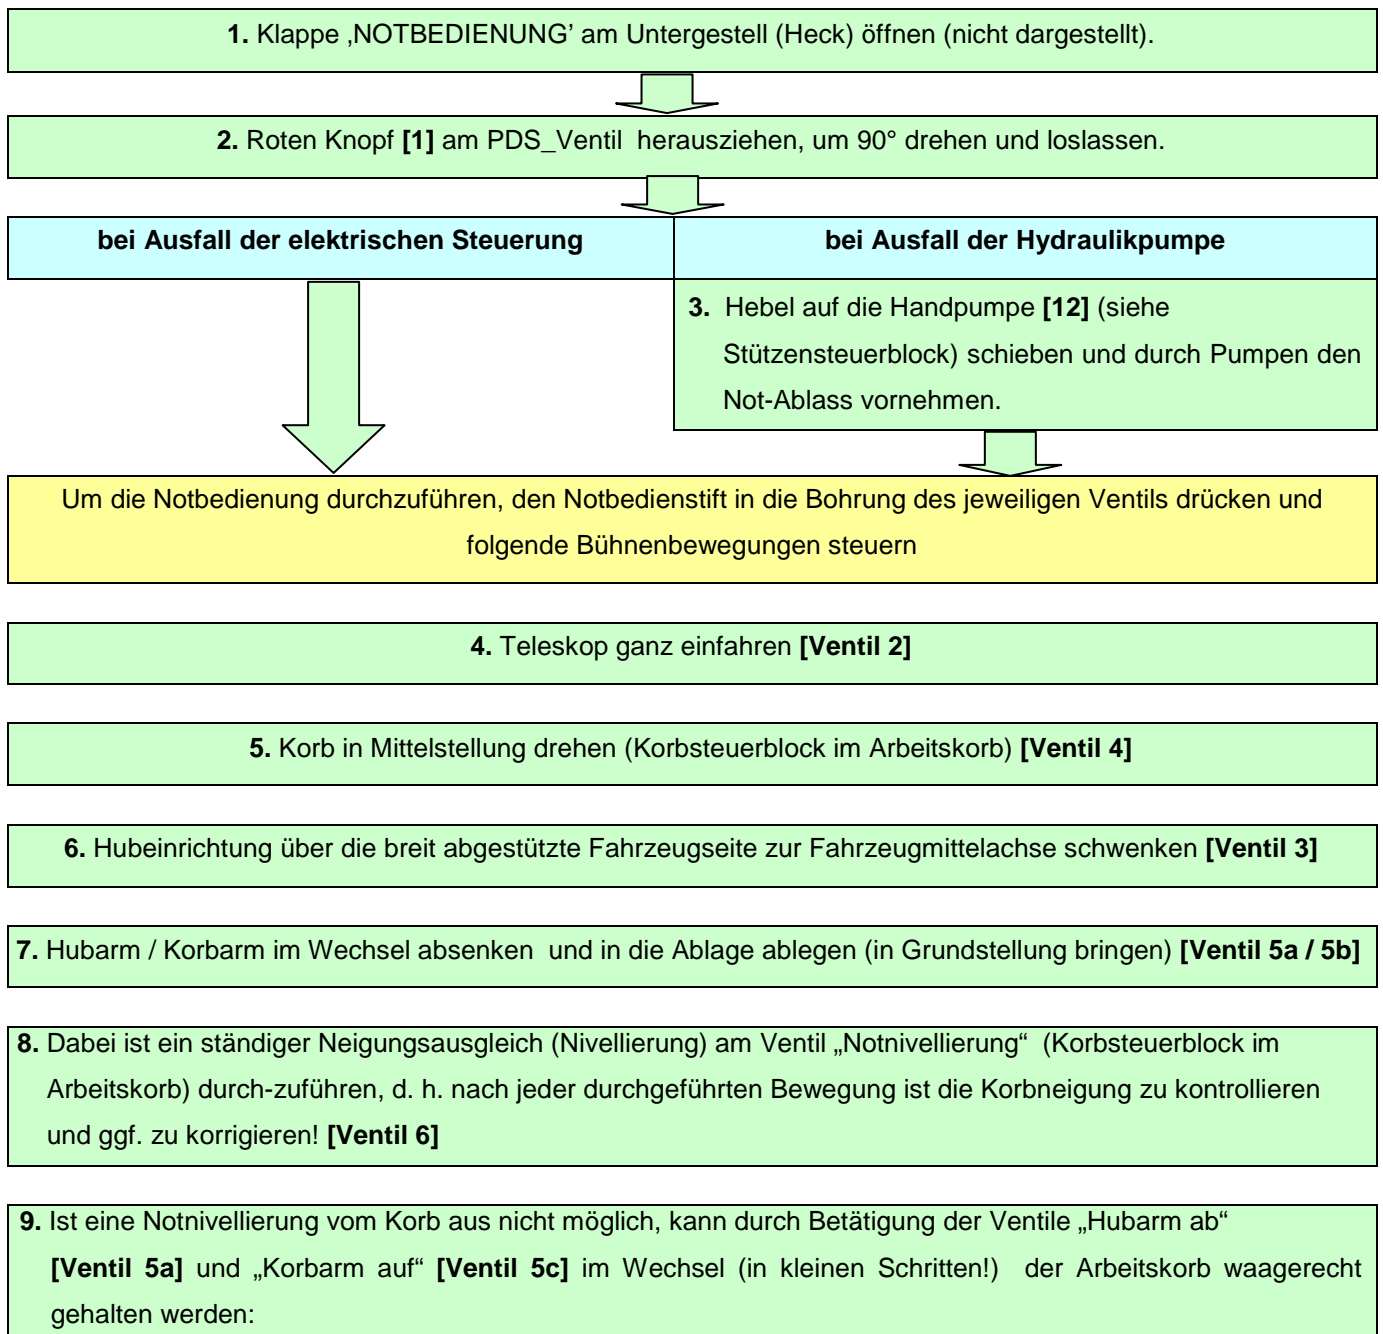 1. Klappe ‚NOTBEDIENUNG’ am Untergestell (Heck) öffnen (nicht dargestellt).
2. Roten Knopf [1] am PDS_Ventil herausziehen, um 90° drehen und loslassen.
bei Ausfall der elektrischen Steuerung
bei Ausfall der Hydraulikpumpe
3. Hebel auf die Handpumpe [12] (siehe
Stützensteuerblock) schieben und durch Pumpen den
Not-Ablass vornehmen.
Um die Notbedienung durchzuführen, den Notbedienstift in die Bohrung des jeweiligen Ventils drücken und
folgende Bühnenbewegungen steuern
4. Teleskop ganz einfahren [Ventil 2]
5. Korb in Mittelstellung drehen (Korbsteuerblock im Arbeitskorb) [Ventil 4]
6. Hubeinrichtung über die breit abgestützte Fahrzeugseite zur Fahrzeugmittelachse schwenken [Ventil 3]
7. Hubarm / Korbarm im Wechsel absenken und in die Ablage ablegen (in Grundstellung bringen) [Ventil 5a / 5b]
8. Dabei ist ein ständiger Neigungsausgleich (Nivellierung) am Ventil „Notnivellierung“ (Korbsteuerblock im
Arbeitskorb) durch-zuführen, d. h. nach jeder durchgeführten Bewegung ist die Korbneigung zu kontrollieren
und ggf. zu korrigieren! [Ventil 6]
9. Ist eine Notnivellierung vom Korb aus nicht möglich, kann durch Betätigung der Ventile „Hubarm ab“
[Ventil 5a] und „Korbarm auf“ [Ventil 5c] im Wechsel (in kleinen Schritten!) der Arbeitskorb waagerecht
gehalten werden: